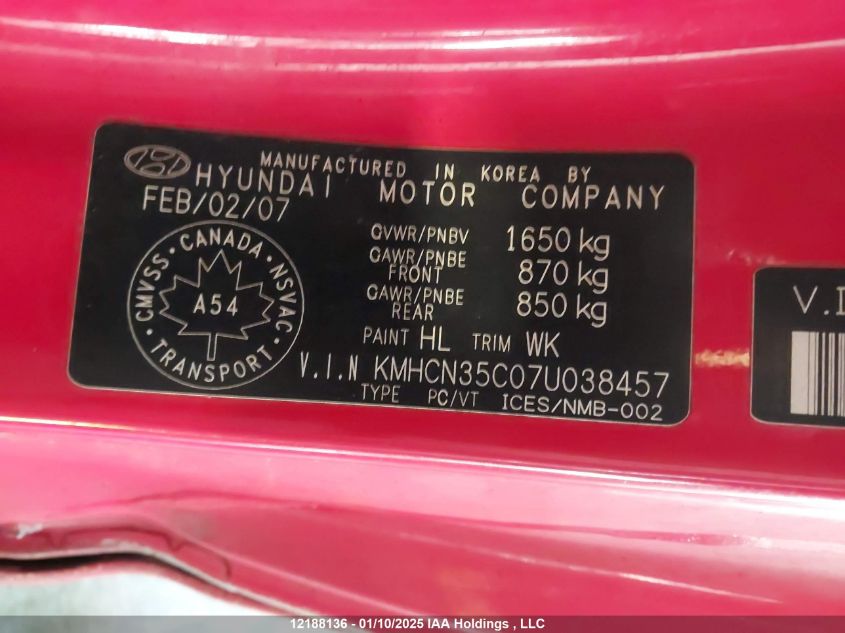 MANUFACTURED IN KOREA BY
HYUNDAI MOTOR COMPANY
FEB/02/07
GVWR/PNBV 1650 kg
GAWR/PNBE FRONT 870 kg
GAWR/PNBE REAR 850 kg
PAINT HL TRIM WK
CANADA
CMVSS • NSVAC
A54
TRANSPORT
V.I.N KMHCN35C07U038457
TYPE PC/VT ICES/NMB-002
V.I
12188136 - 01/10/2025 IAA Holdings , LLC